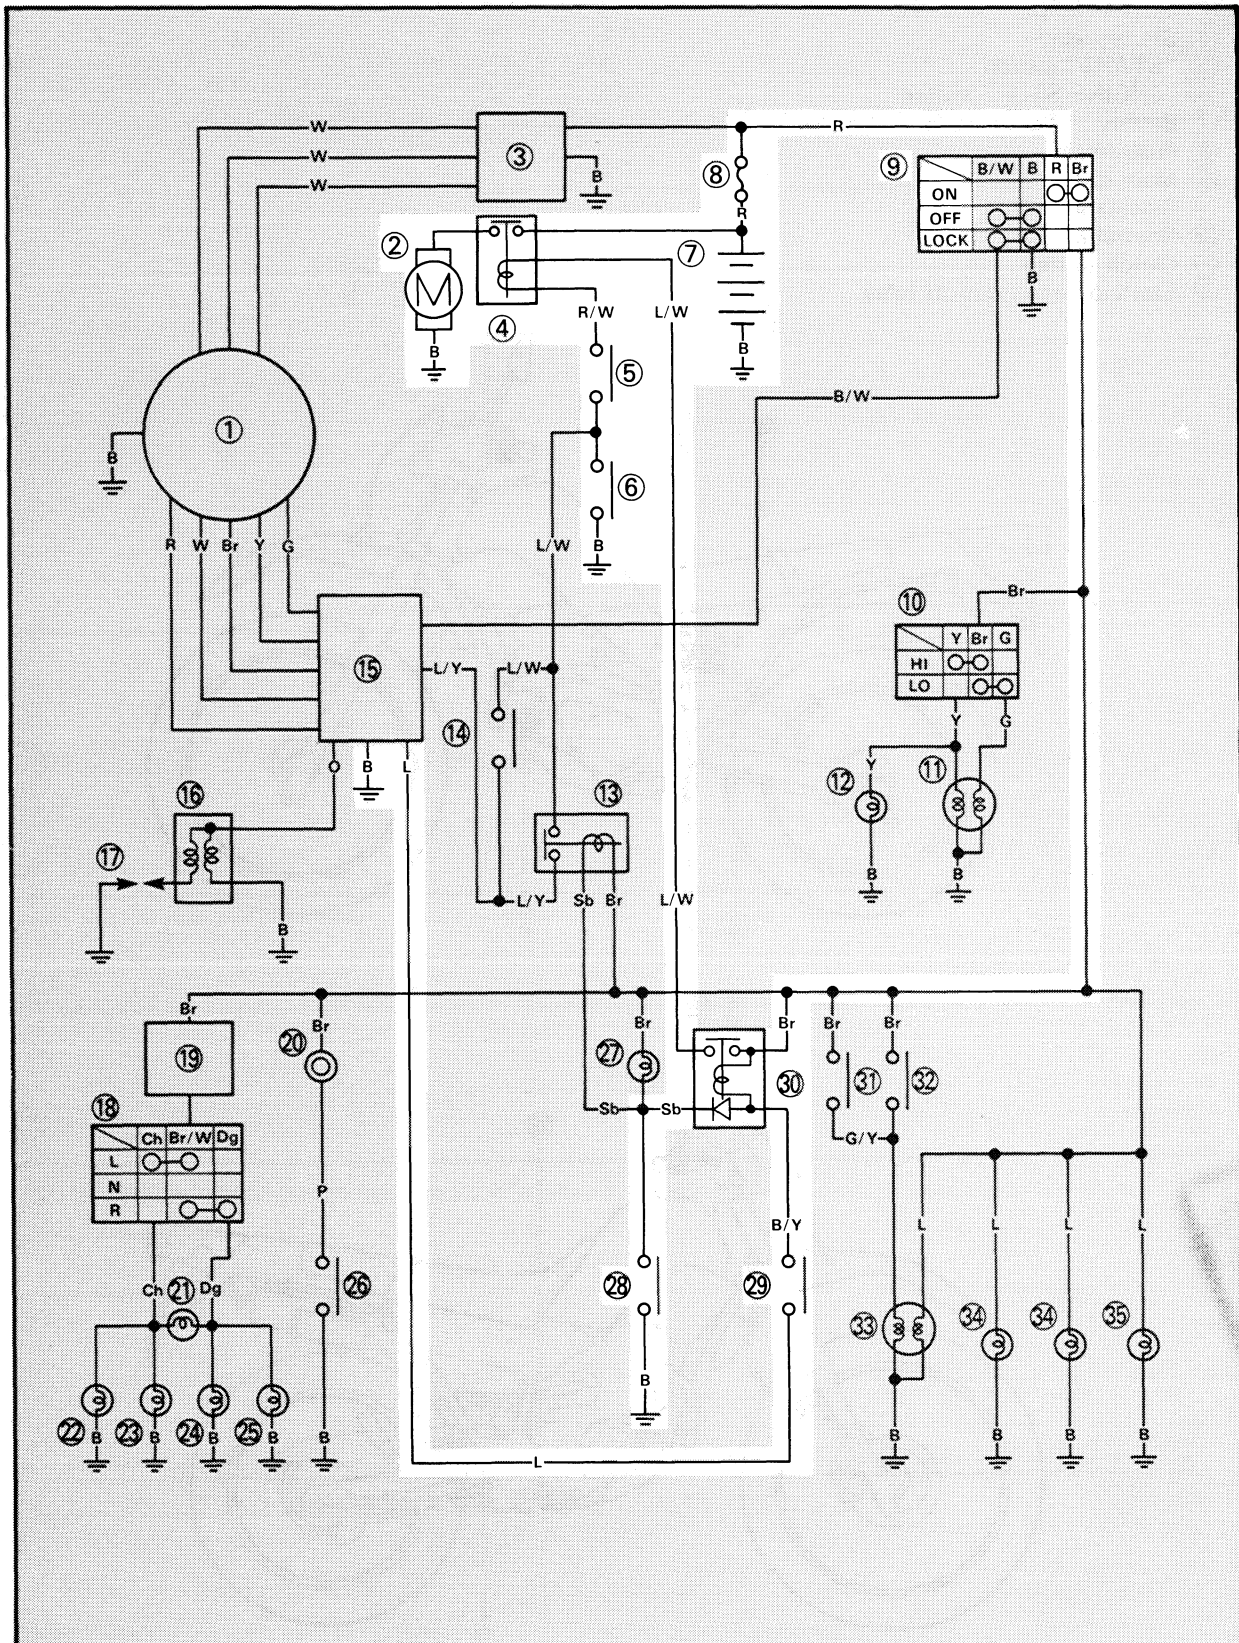 W
W
W
③
R
⑧
⑨
B/W B R Br
ON
OFF
LOCK
B
R
②
M
④
⑦
B
R/W L/W
B
B
⑤
B/W
①
B
⑥
R W Br Y G
L/W
B
Br
⑩
Y Br G
HI
LO
⑮
L/Y
L/W
⑭
Y G
Y
⑫
⑪
O B L
⑯
⑬
⑰
B
L/Y Sb Br L/W
B
B
Br
Br
Br
Br
Br
Br
⑲
⑳
㉗
㉚
㉛
㉜
⑱
Ch Br/W Dg
L
N
R
Sb
Sb
G/Y
P
B/Y
L
L
L
L
Ch
㉑
Dg
㉖
㉘
㉙
㉝
㉞
㉞
㉟
B
㉒
B
㉓
B
㉔
B
㉕
B
B
B
B
B
B
L